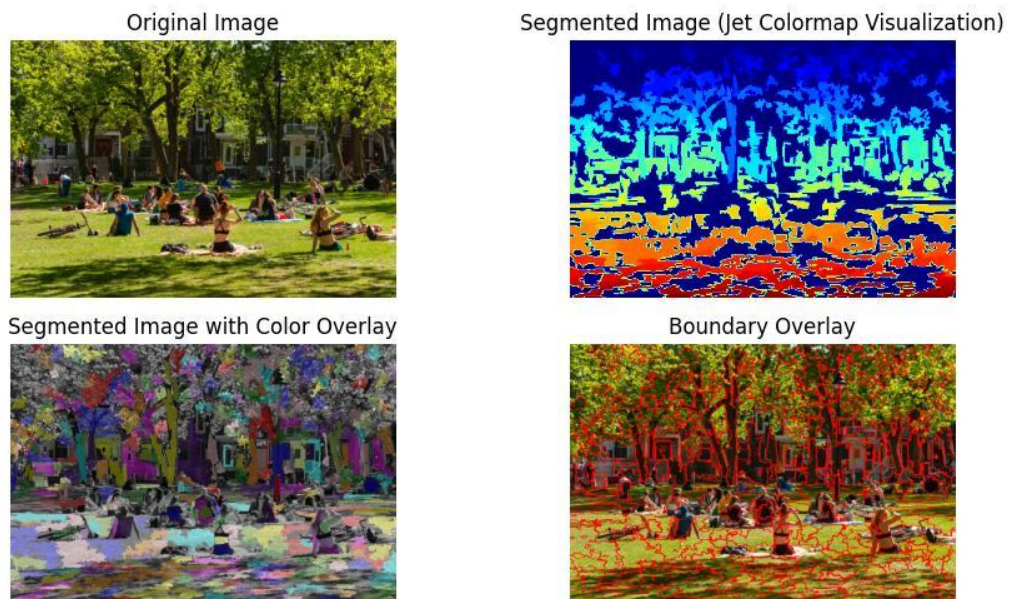 Original Image
Segmented Image (Jet Colormap Visualization)
Segmented Image with Color Overlay
Boundary Overlay